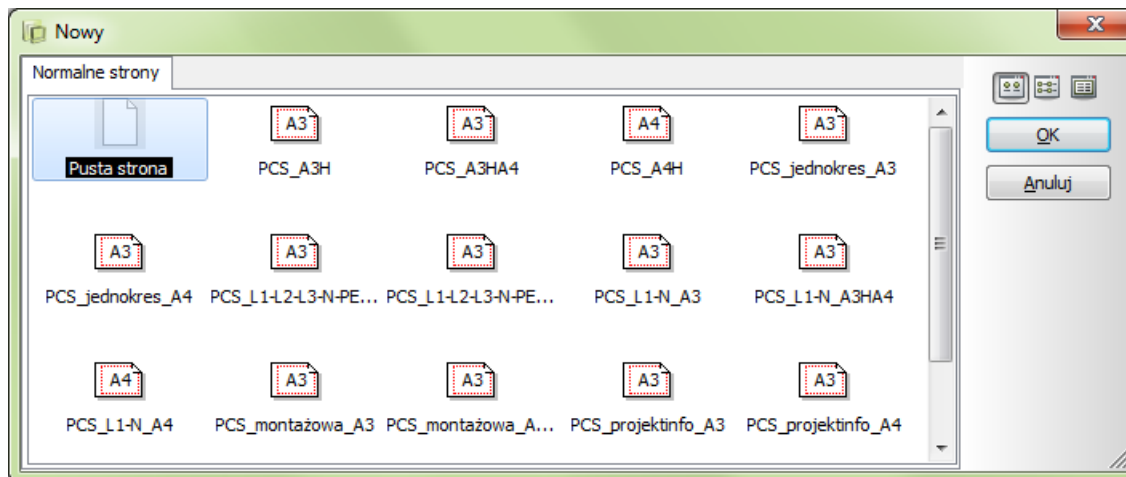 Nowy
Normalne strony
A3 A3 A4 A3
Pusta strona PCS_A3H PCS_A3HA4 PCS_A4H PCS_jednokres_A3
A3 A3 A3 A3 A3
PCS_jednokres_A4 PCS_L1-L2-L3-N-PE... PCS_L1-L2-L3-N-PE... PCS_L1-N_A3 PCS_L1-N_A3HA4
A4 A3 A3 A3 A3
PCS_L1-N_A4 PCS_montażowa_A3 PCS_montażowa_A... PCS_projektinfo_A3 PCS_projektinfo_A4
OK
Anuluj